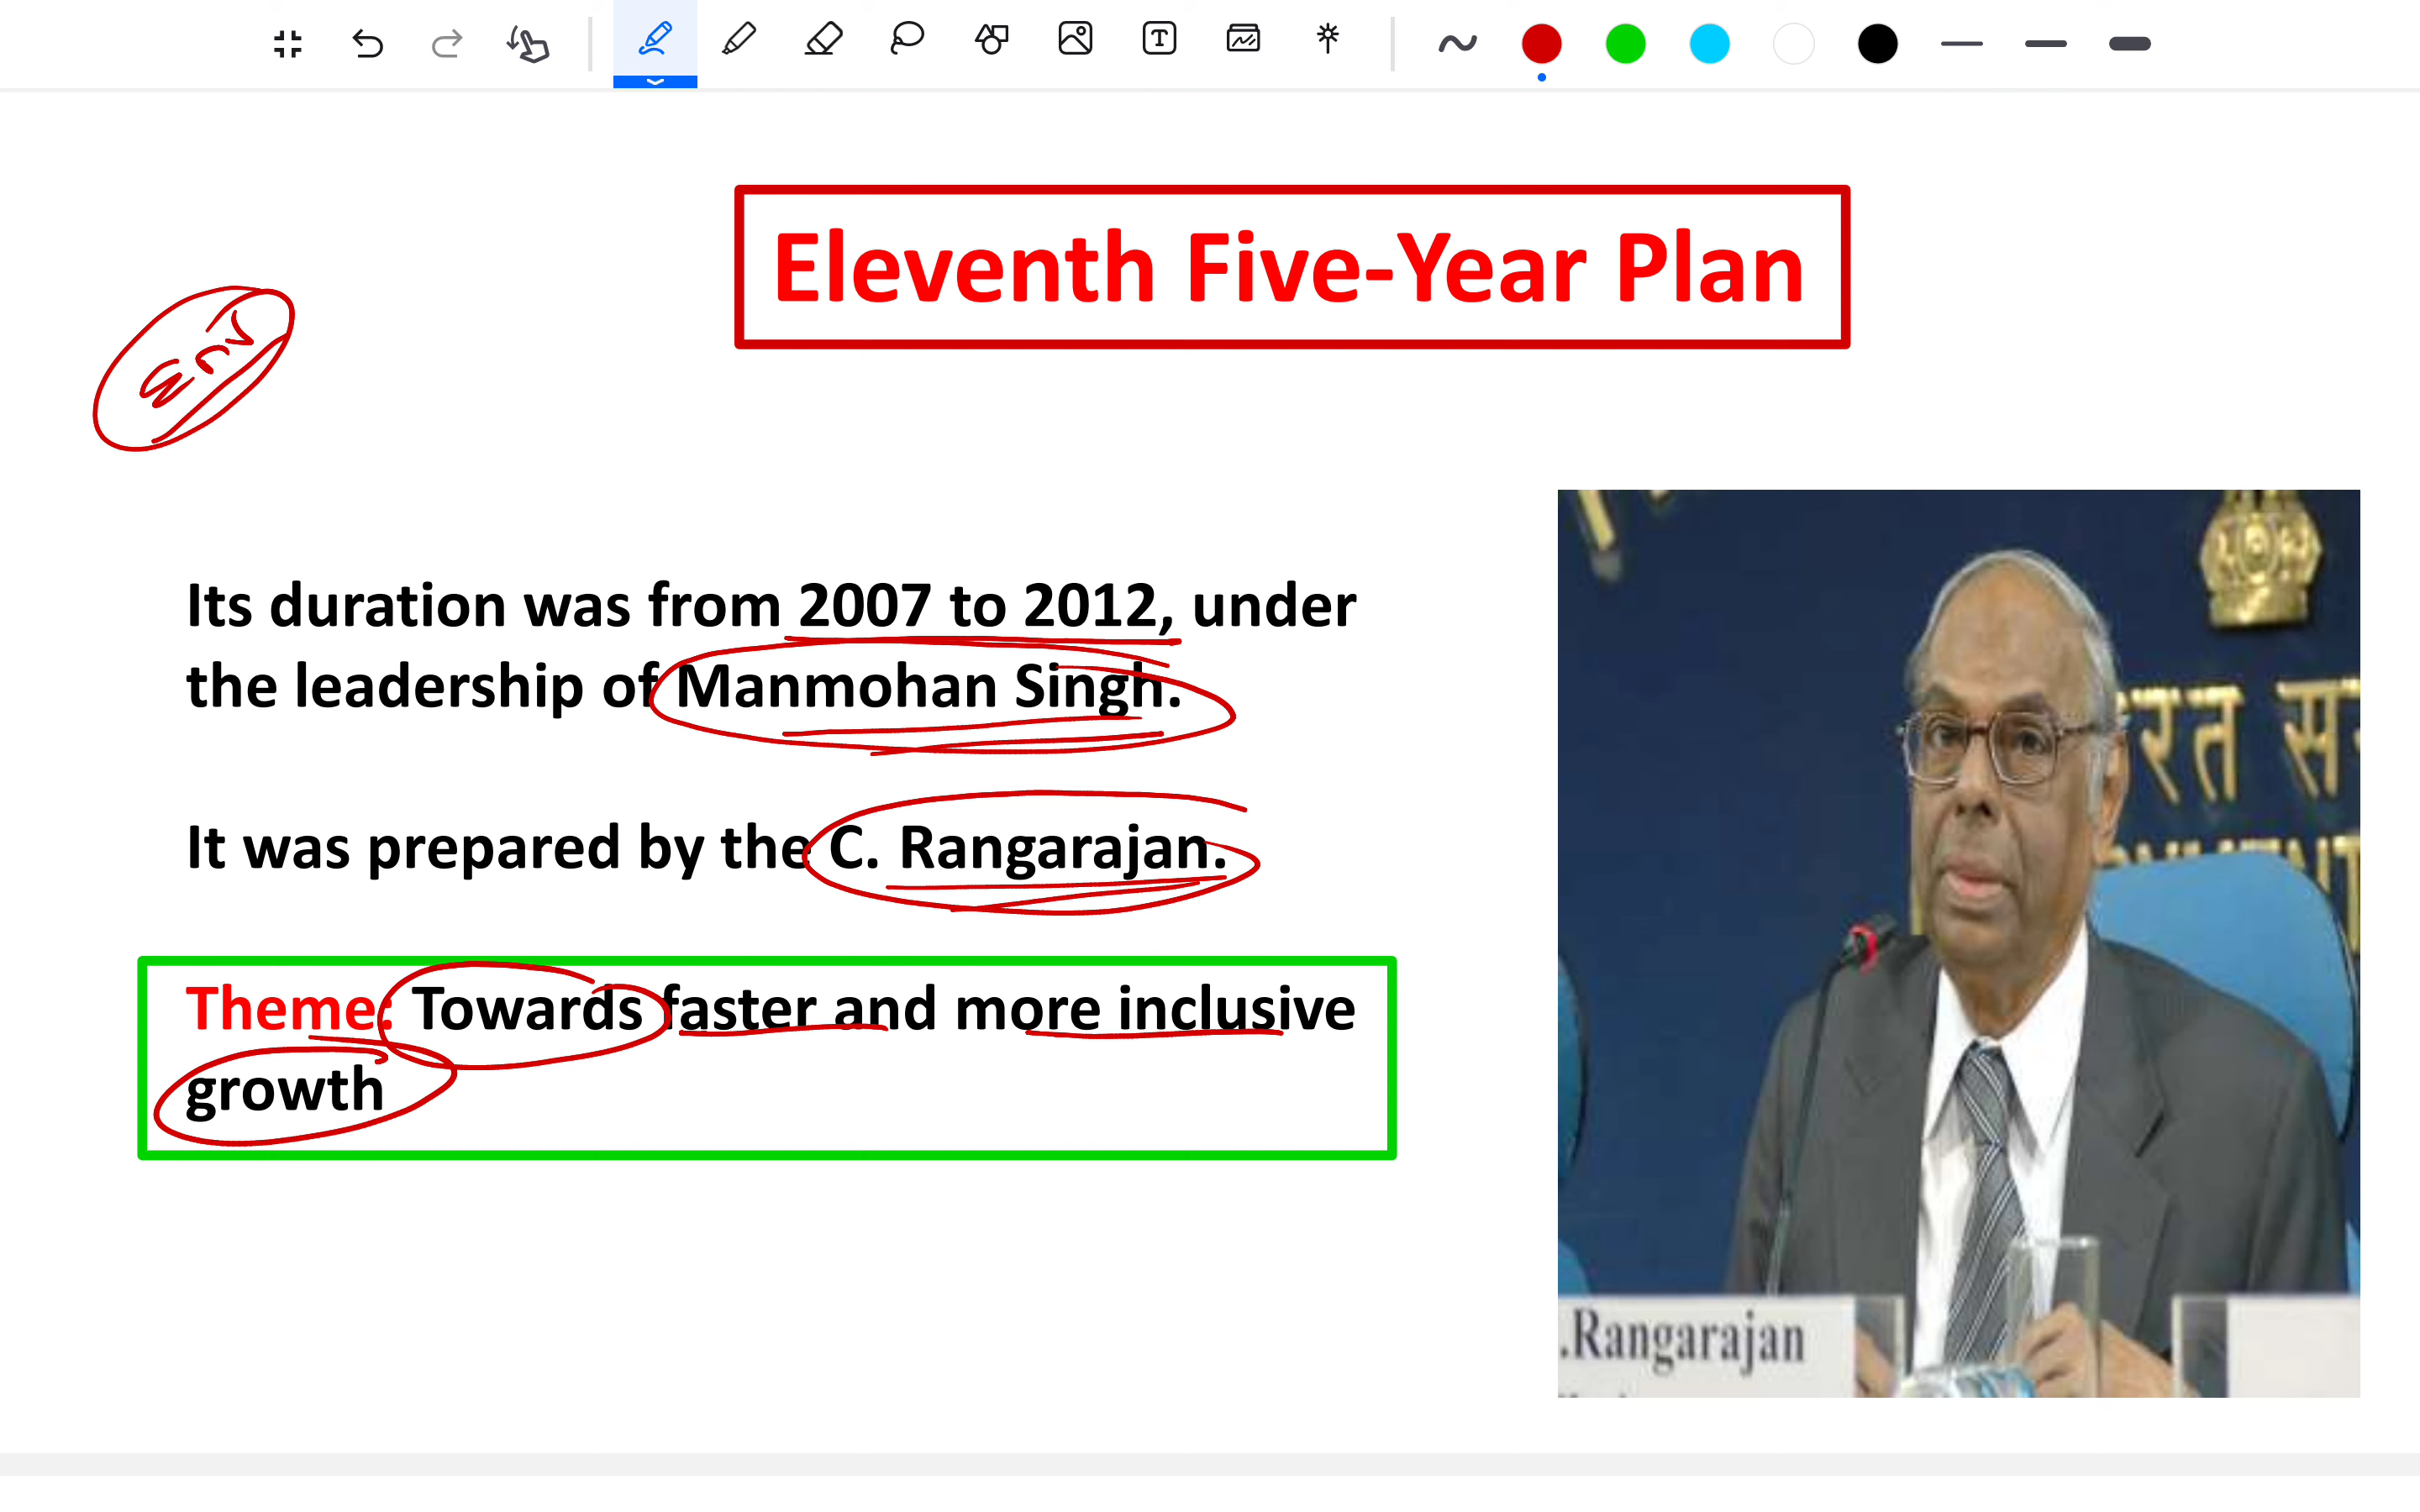 Eleventh Five-Year Plan
Env
Its duration was from 2007 to 2012, under
the leadership of Manmohan Singh.
It was prepared by the C. Rangarajan.
Theme: Towards faster and more inclusive
growth
.Rangarajan